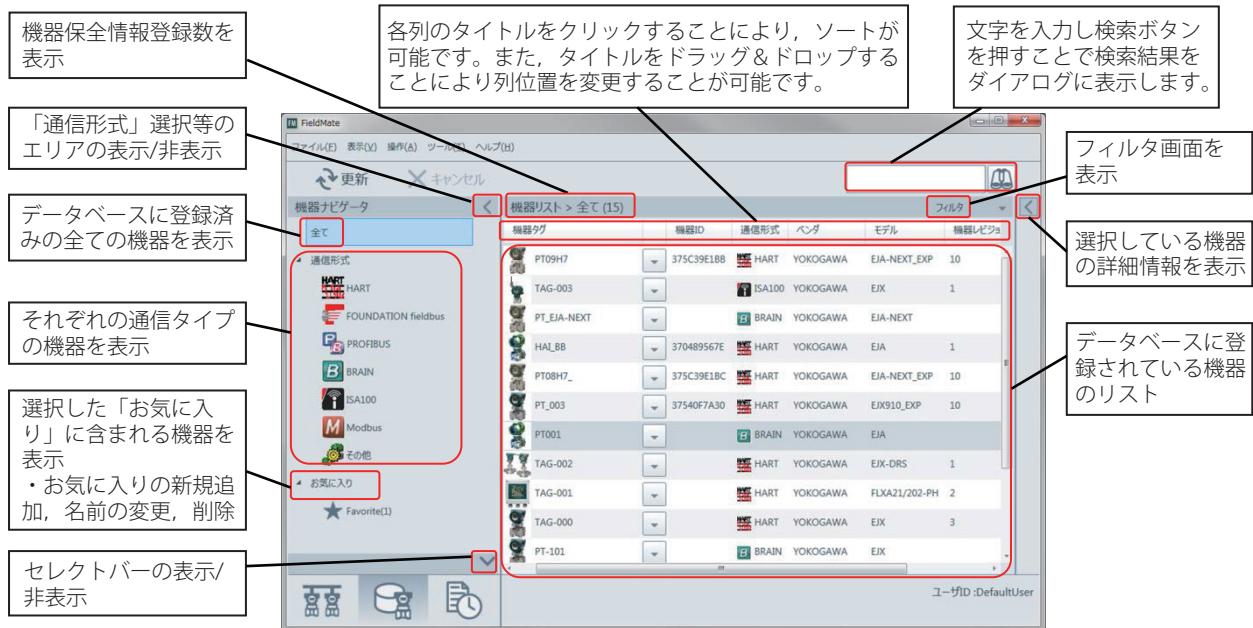 機器保全情報登録数を
表示
各列のタイトルをクリックすることにより，ソートが
可能です。また，タイトルをドラッグ＆ドロップする
ことにより列位置を変更することが可能です。
文字を入力し検索ボタン
を押すことで検索結果を
ダイアログに表示します。
「通信形式」選択等の
エリアの表示/非表示
データベースに登録済
みの全ての機器を表示
それぞれの通信タイプ
の機器を表示
選択した「お気に入
り」に含まれる機器を
表示
・お気に入りの新規追
加，名前の変更，削除
セレクトバーの表示/
非表示
フィルタ画面を
表示
選択している機器
の詳細情報を表示
データベースに登
録されている機器
のリスト
FieldMate
ファイル(F) 表示(V) 操作(A) ツール(T) ヘルプ(H)
更新 キャンセル
機器ナビゲータ
機器リスト > 全て (15) フィルタ
全て
通信形式
HART
FOUNDATION fieldbus
PROFIBUS
BRAIN
ISA100
Modbus
その他
お気に入り
Favorite(1)
機器タグ 機器ID 通信形式 ベンダ モデル 機器レビジョ
PT09H7 375C39E1BB HART YOKOGAWA EJA-NEXT_EXP 10
TAG-003 ISA100 YOKOGAWA EJX 1
PT_EJA-NEXT BRAIN YOKOGAWA EJA-NEXT
HAI_BB 370489567E HART YOKOGAWA EJA 1
PT08H7_ 375C39E1BC HART YOKOGAWA EJA-NEXT_EXP 10
PT_003 37540F7A30 HART YOKOGAWA EJX910_EXP 10
PT001 BRAIN YOKOGAWA EJA
TAG-002 HART YOKOGAWA EJX-DRS 1
TAG-001 HART YOKOGAWA FLXA21/202-PH 2
TAG-000 HART YOKOGAWA EJX 3
PT-101 BRAIN YOKOGAWA EJX
ユーザID :DefaultUser